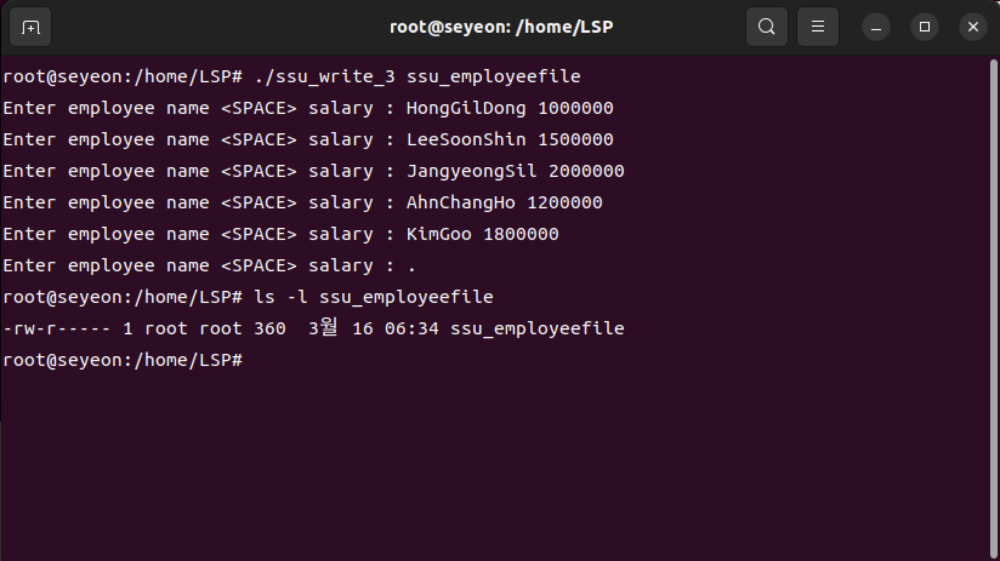 root@seyeon: /home/LSP
root@seyeon:/home/LSP# ./ssu_write_3 ssu_employeefile
Enter employee name <SPACE> salary : HongGilDong 1000000
Enter employee name <SPACE> salary : LeeSoonShin 1500000
Enter employee name <SPACE> salary : JangyeongSil 2000000
Enter employee name <SPACE> salary : AhnChangHo 1200000
Enter employee name <SPACE> salary : KimGoo 1800000
Enter employee name <SPACE> salary : .
root@seyeon:/home/LSP# ls -l ssu_employeefile
-rw-r----- 1 root root 360  3월 16 06:34 ssu_employeefile
root@seyeon:/home/LSP#